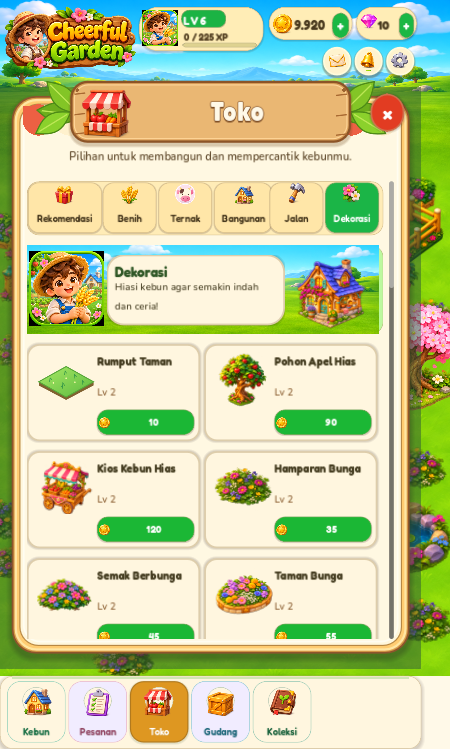 Cheerful
Garden
LV 6
0 / 225 XP
9.920
+
10
+
Toko
Pilihan untuk membangun dan mempercantik kebunmu.
Rekomendasi
Benih
Ternak
Bangunan
Jalan
Dekorasi
Dekorasi
Hiasi kebun agar semakin indah
dan ceria!
Rumput Taman
Lv 2
10
Pohon Apel Hias
Lv 2
90
Kios Kebun Hias
Lv 2
120
Hamparan Bunga
Lv 2
35
Semak Berbunga
Lv 2
45
Taman Bunga
Lv 2
55
Kebun
Pesanan
Toko
Gudang
Koleksi